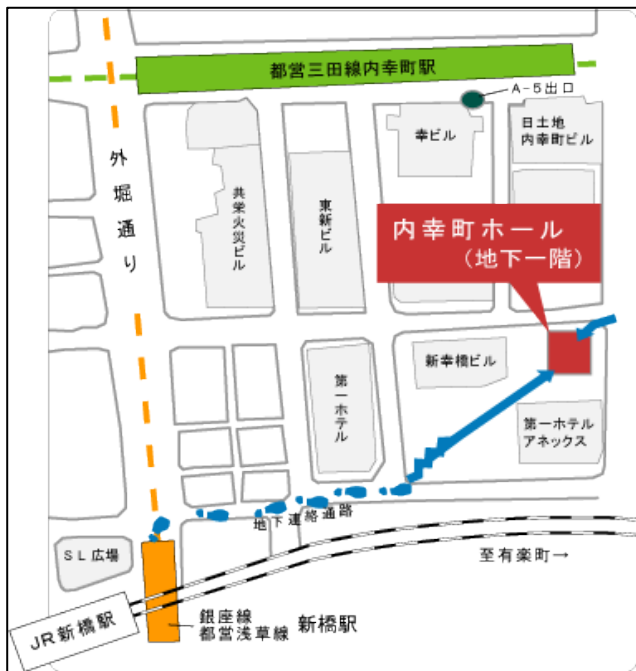 都営三田線内幸町駅
A-5出口
外堀通り
幸ビル
日土地
内幸町ビル
共栄火災ビル
東新ビル
内幸町ホール
（地下一階）
第一ホテル
新幸橋ビル
第一ホテル
アネックス
地下連絡通路
SL広場
至有楽町→
JR新橋駅
銀座線
都営浅草線
新橋駅